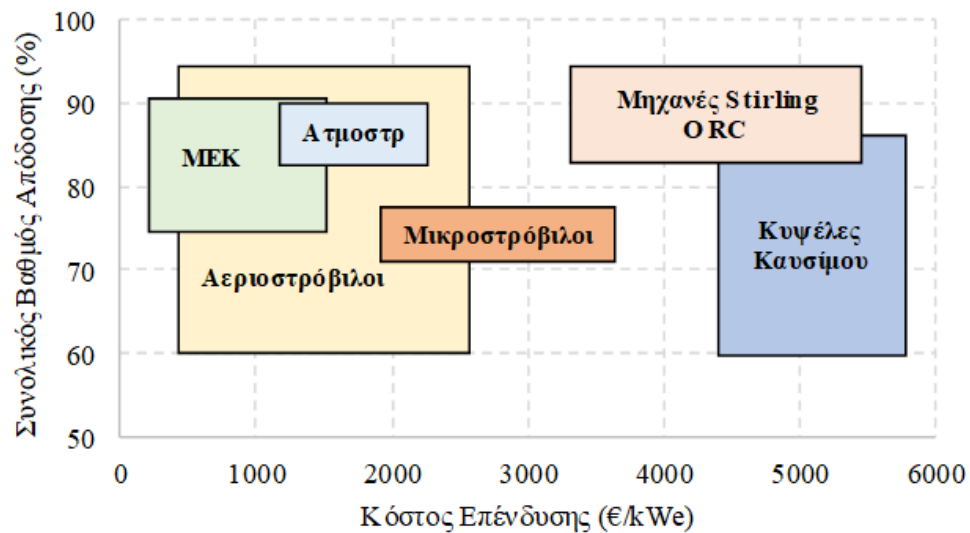 Συνολικός Βαθμός Απόδοσης (%)
100
90
80
70
60
50
ΜΕΚ
Ατμοστρ
Αεριοστρόβιλοι
Μικροστρόβιλοι
Μηχανές Stirling
ORC
Κυψέλες
Καυσίμου
0 1000 2000 3000 4000 5000 6000
Κόστος Επένδυσης (€/kWe)